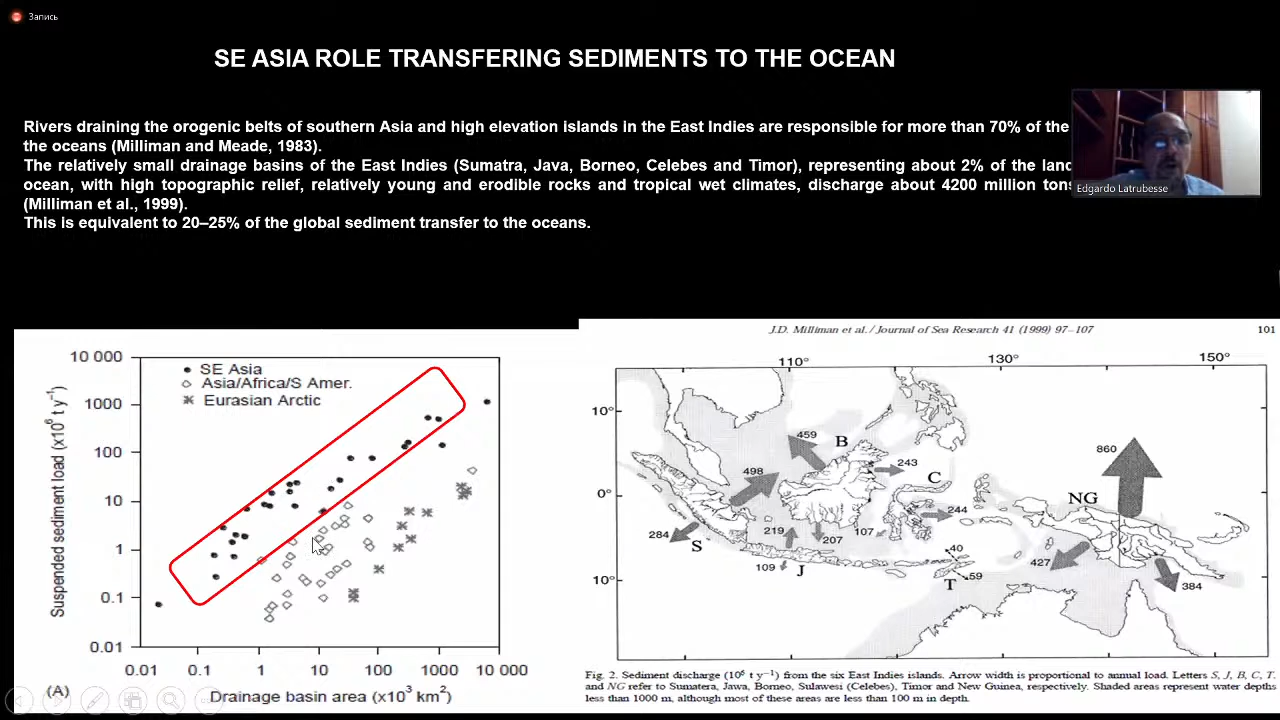 Запись
SE ASIA ROLE TRANSFERING SEDIMENTS TO THE OCEAN
Rivers draining the orogenic belts of southern Asia and high elevation islands in the East Indies are responsible for more than 70% of the
the oceans (Milliman and Meade, 1983).
The relatively small drainage basins of the East Indies (Sumatra, Java, Borneo, Celebes and Timor), representing about 2% of the land
ocean, with high topographic relief, relatively young and erodible rocks and tropical wet climates, discharge about 4200 million tons
(Milliman et al., 1999).
This is equivalent to 20–25% of the global sediment transfer to the oceans.
Edgardo Latrubesse
10 000
1000
100
10
1
0.1
0.01
Suspended sediment load (x10⁶ t y⁻¹)
SE Asia
Asia/Africa/S Amer.
Eurasian Arctic
0.01
0.1
1
10
100
1000
10 000
(A)
Drainage basin area (x10³ km²)
J.D. Milliman et al. / Journal of Sea Research 41 (1999) 97–107
101
110°
130°
150°
10°
0°
10°
459
B
243
498
C
244
860
NG
284
S
219
207
107
109
J
40
T
59
427
384
Fig. 2. Sediment discharge (10⁶ t y⁻¹) from the six East Indies islands. Arrow width is proportional to annual load. Letters S, J, B, C, T.
and NG refer to Sumatera, Jawa, Borneo, Sulawesi (Celebes), Timor and New Guinea, respectively. Shaded areas represent water depths
less than 1000 m, although most of these areas are less than 100 m in depth.